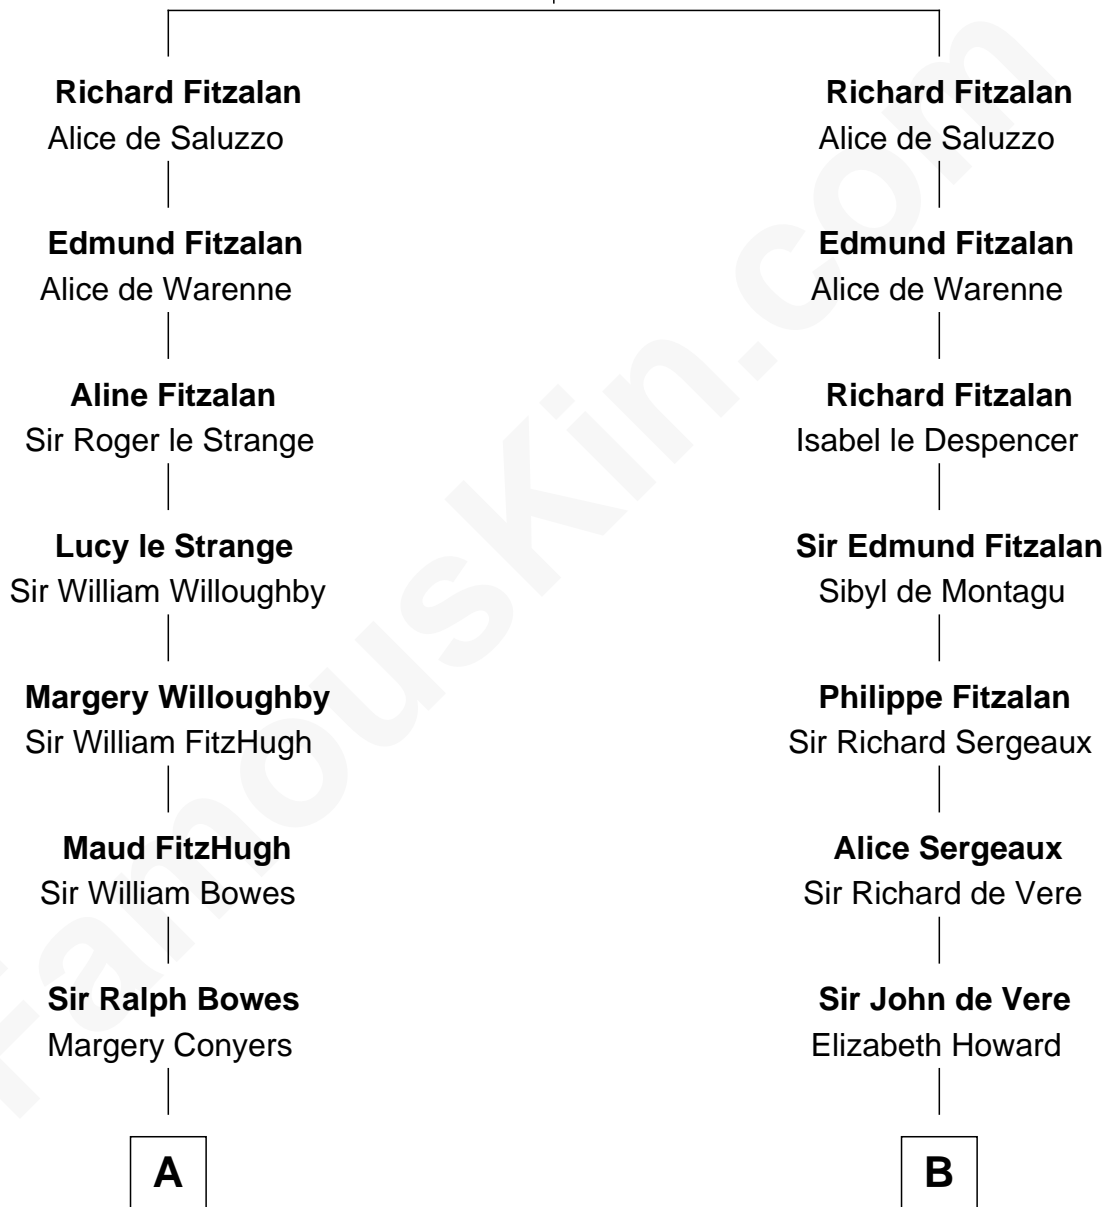 Richard Fitzalan
Alice de Saluzzo
Edmund Fitzalan
Alice de Warenne
Aline Fitzalan
Sir Roger le Strange
Lucy le Strange
Sir William Willoughby
Margery Willoughby
Sir William FitzHugh
Maud FitzHugh
Sir William Bowes
Sir Ralph Bowes
Margery Conyers
A
Richard Fitzalan
Alice de Saluzzo
Edmund Fitzalan
Alice de Warenne
Richard Fitzalan
Isabel le Despencer
Sir Edmund Fitzalan
Sibyl de Montagu
Philippe Fitzalan
Sir Richard Sergeaux
Alice Sergeaux
Sir Richard de Vere
Sir John de Vere
Elizabeth Howard
B
FamousKin.com